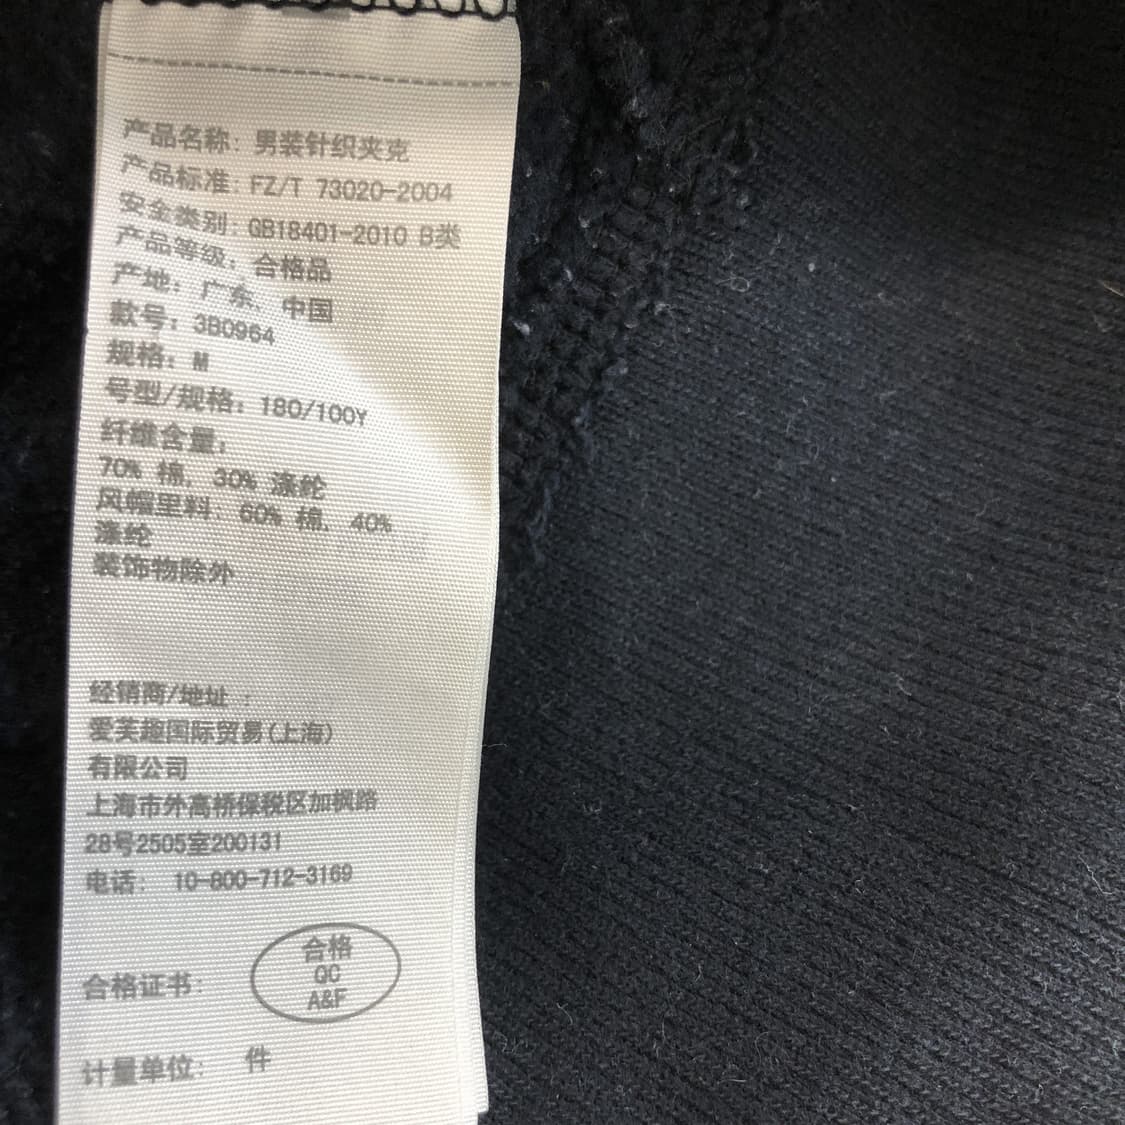 产品名称: 男装针织夹克
产品标准: FZ/T 73020-2004
安全类别: GB18401-2010 B类
产品等级: 合格品
产地: 广东、中国
款号: 3B0964
规格: M
号型/规格: 180/100Y
纤维含量:
70% 棉, 30% 涤纶
风帽里料: 60% 棉, 40%
涤纶
装饰物除外
经销商/地址 :
爱芙趣国际贸易(上海)
有限公司
上海市外高桥保税区加枫路
28号2505室200131
电话: 10-800-712-3169
合格
QC
A&F
合格证书:
计量单位: 件